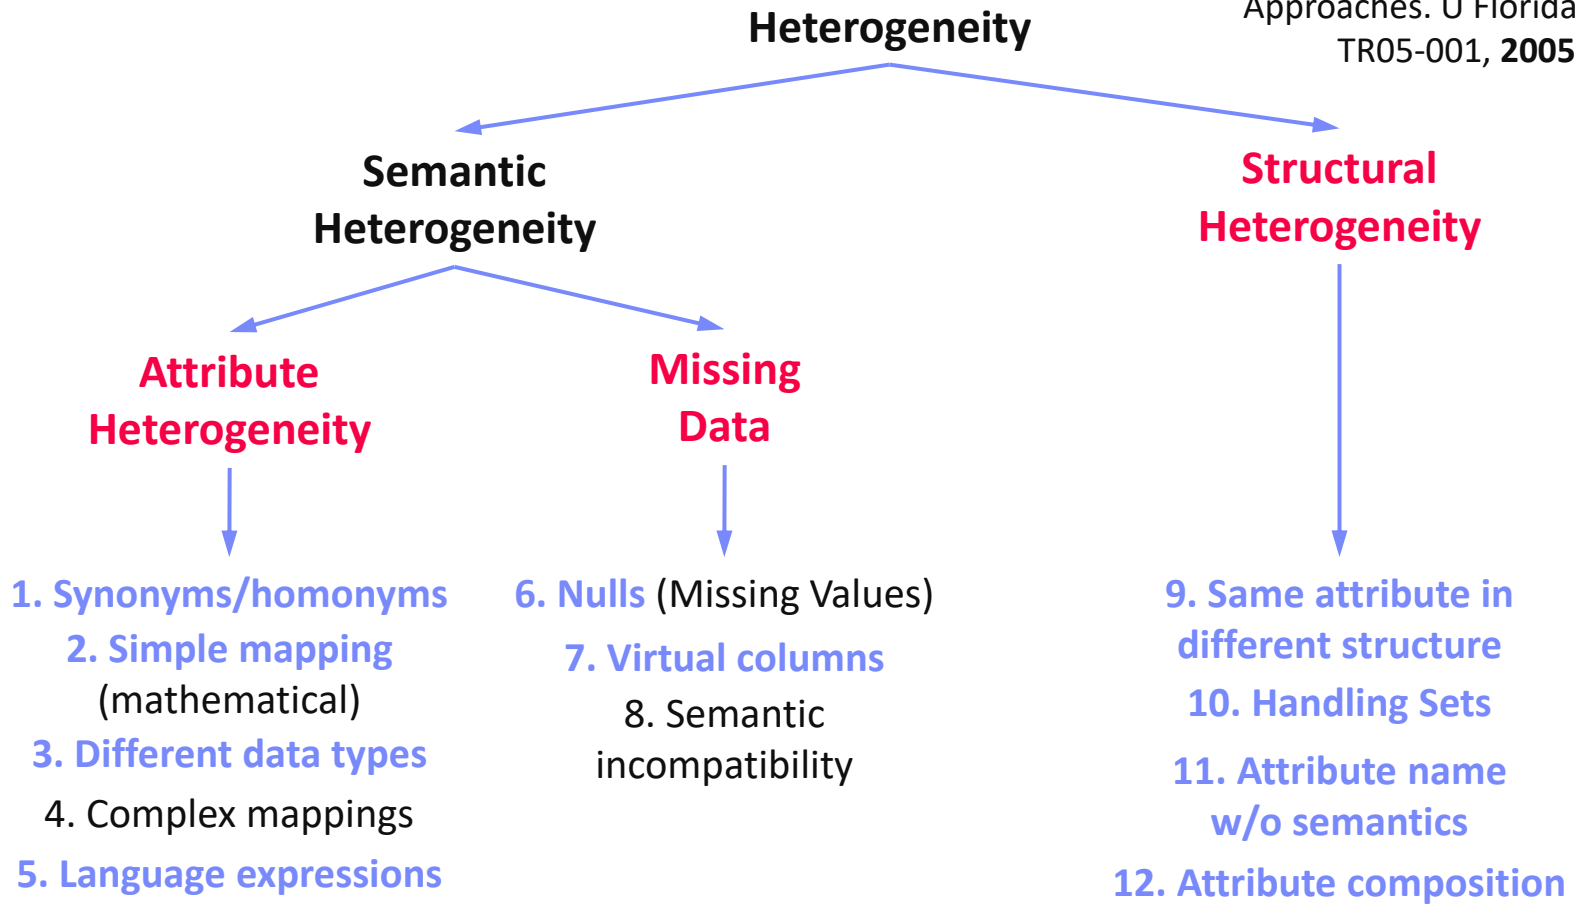 Heterogeneity
Approaches. U Florida
TR05-001, 2005
Semantic
Heterogeneity
Structural
Heterogeneity
Attribute
Heterogeneity
Missing
Data
1. Synonyms/homonyms
2. Simple mapping
(mathematical)
3. Different data types
4. Complex mappings
5. Language expressions
6. Nulls (Missing Values)
7. Virtual columns
8. Semantic
incompatibility
9. Same attribute in
different structure
10. Handling Sets
11. Attribute name
w/o semantics
12. Attribute composition